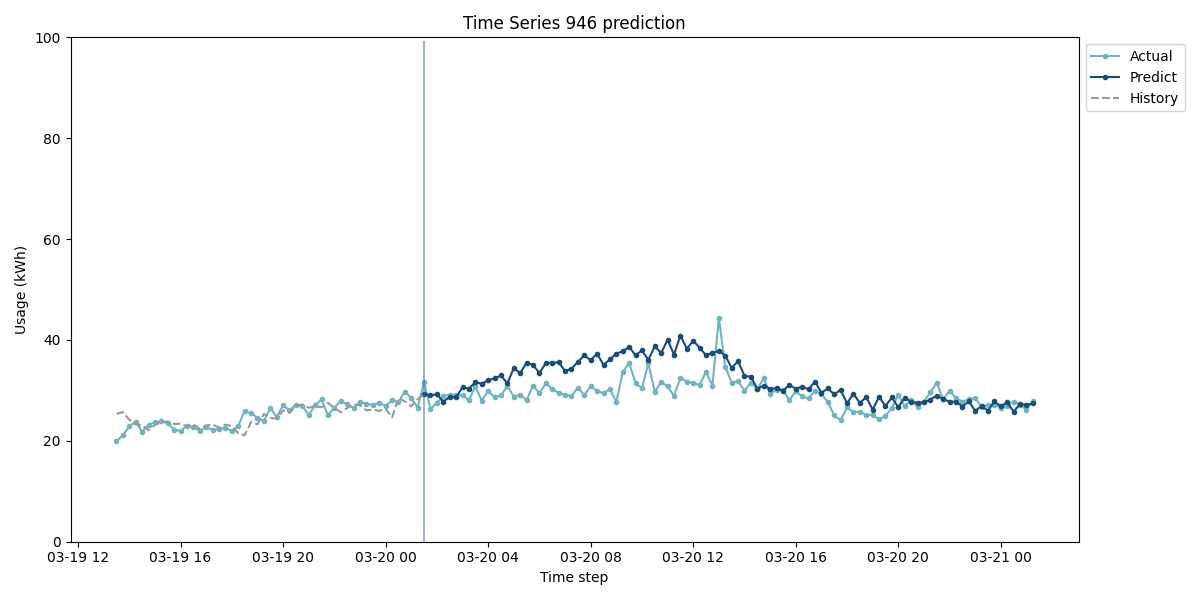 Time Series 946 prediction
Actual
Predict
History
Usage (kWh)
100
80
60
40
20
0
03-19 12
03-19 16
03-19 20
03-20 00
03-20 04
03-20 08
03-20 12
03-20 16
03-20 20
03-21 00
Time step